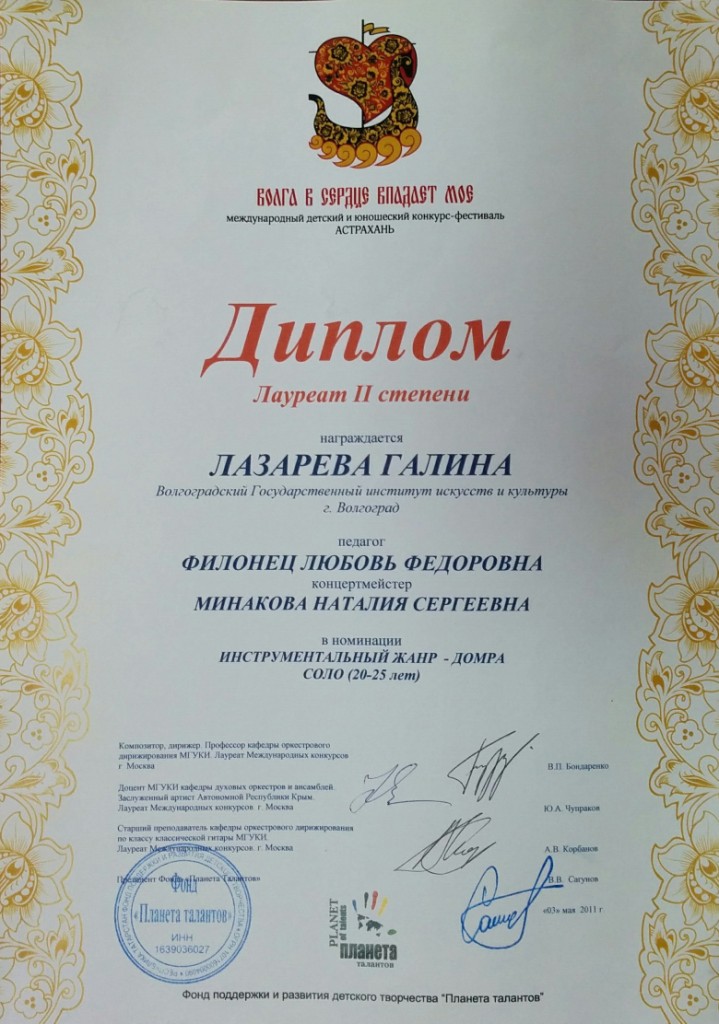 ВОЛГА В СЕРДЦЕ ВПАДАЕТ МОЕ
международный детский и юношеский конкурс-фестиваль
АСТРАХАНЬ
Диплом
Лауреат II степени
награждается
ЛАЗАРЕВА ГАЛИНА
Волгоградский Государственный институт искусств и культуры
г. Волгоград
педагог
ФИЛОНЕЦ ЛЮБОВЬ ФЕДОРОВНА
концертмейстер
МИНАКОВА НАТАЛИЯ СЕРГЕЕВНА
в номинации
ИНСТРУМЕНТАЛЬНЫЙ ЖАНР - ДОМРА
СОЛО (20-25 лет)
Композитор, дирижер. Профессор кафедры оркестрового
дирижирования МГУКИ. Лауреат Международных конкурсов
г Москва
В.П. Бондаренко
Доцент МГУКИ кафедры духовых оркестров и ансамблей.
Заслуженный артист Автономной Республики Крым.
Лауреат Международных конкурсов г. Москва
Ю.А. Чупраков
Старший преподаватель кафедры оркестрового дирижирования
по классу классической гитары МГУКИ.
Лауреат Международных конкурсов г. Москва
А.В. Корбанов
Президент Фонда «Планета Талантов»
В.В. Сагунов
«03» мая 2011 г
Фонд
«Планета талантов»
ИНН
1639036027
PLANET
of talents
планета
талантов
Фонд поддержки и развития детского творчества "Планета талантов"